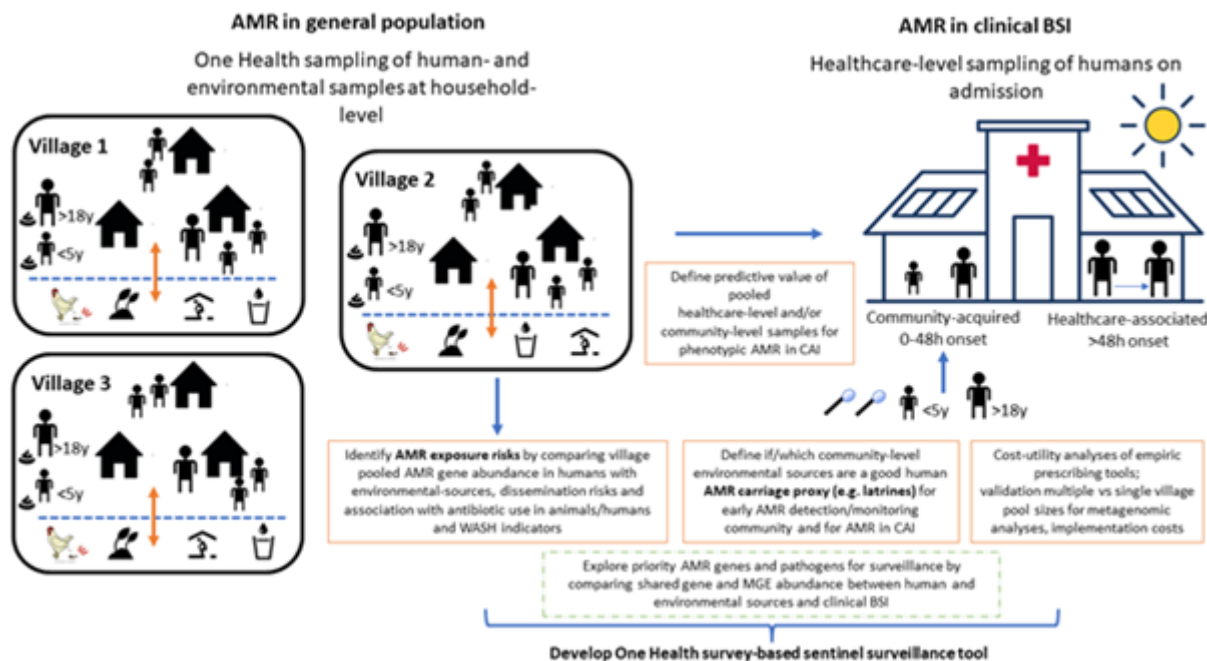 AMR in general population
One Health sampling of human- and
environmental samples at household-
level
AMR in clinical BSI
Healthcare-level sampling of humans on
admission
Village 1
>18y
<5y
Village 2
>18y
<5y
Village 3
>18y
<5y
Define predictive value of
pooled
healthcare-level and/or
community-level samples for
phenotypic AMR in CAI
Community-acquired
0-48h onset
Healthcare-associated
>48h onset
<5y
>18y
Identify AMR exposure risks by comparing village
pooled AMR gene abundance in humans with
environmental-sources, dissemination risks and
association with antibiotic use in animals/humans
and WASH indicators
Define if/which community-level
environmental sources are a good human
AMR carriage proxy (e.g. latrines) for
early AMR detection/monitoring
community and for AMR in CAI
Cost-utility analyses of empiric
prescribing tools;
validation multiple vs single village
pool sizes for metagenomic
analyses, implementation costs
Explore priority AMR genes and pathogens for surveillance by
comparing shared gene and MGE abundance between human and
environmental sources and clinical BSI
Develop One Health survey-based sentinel surveillance tool